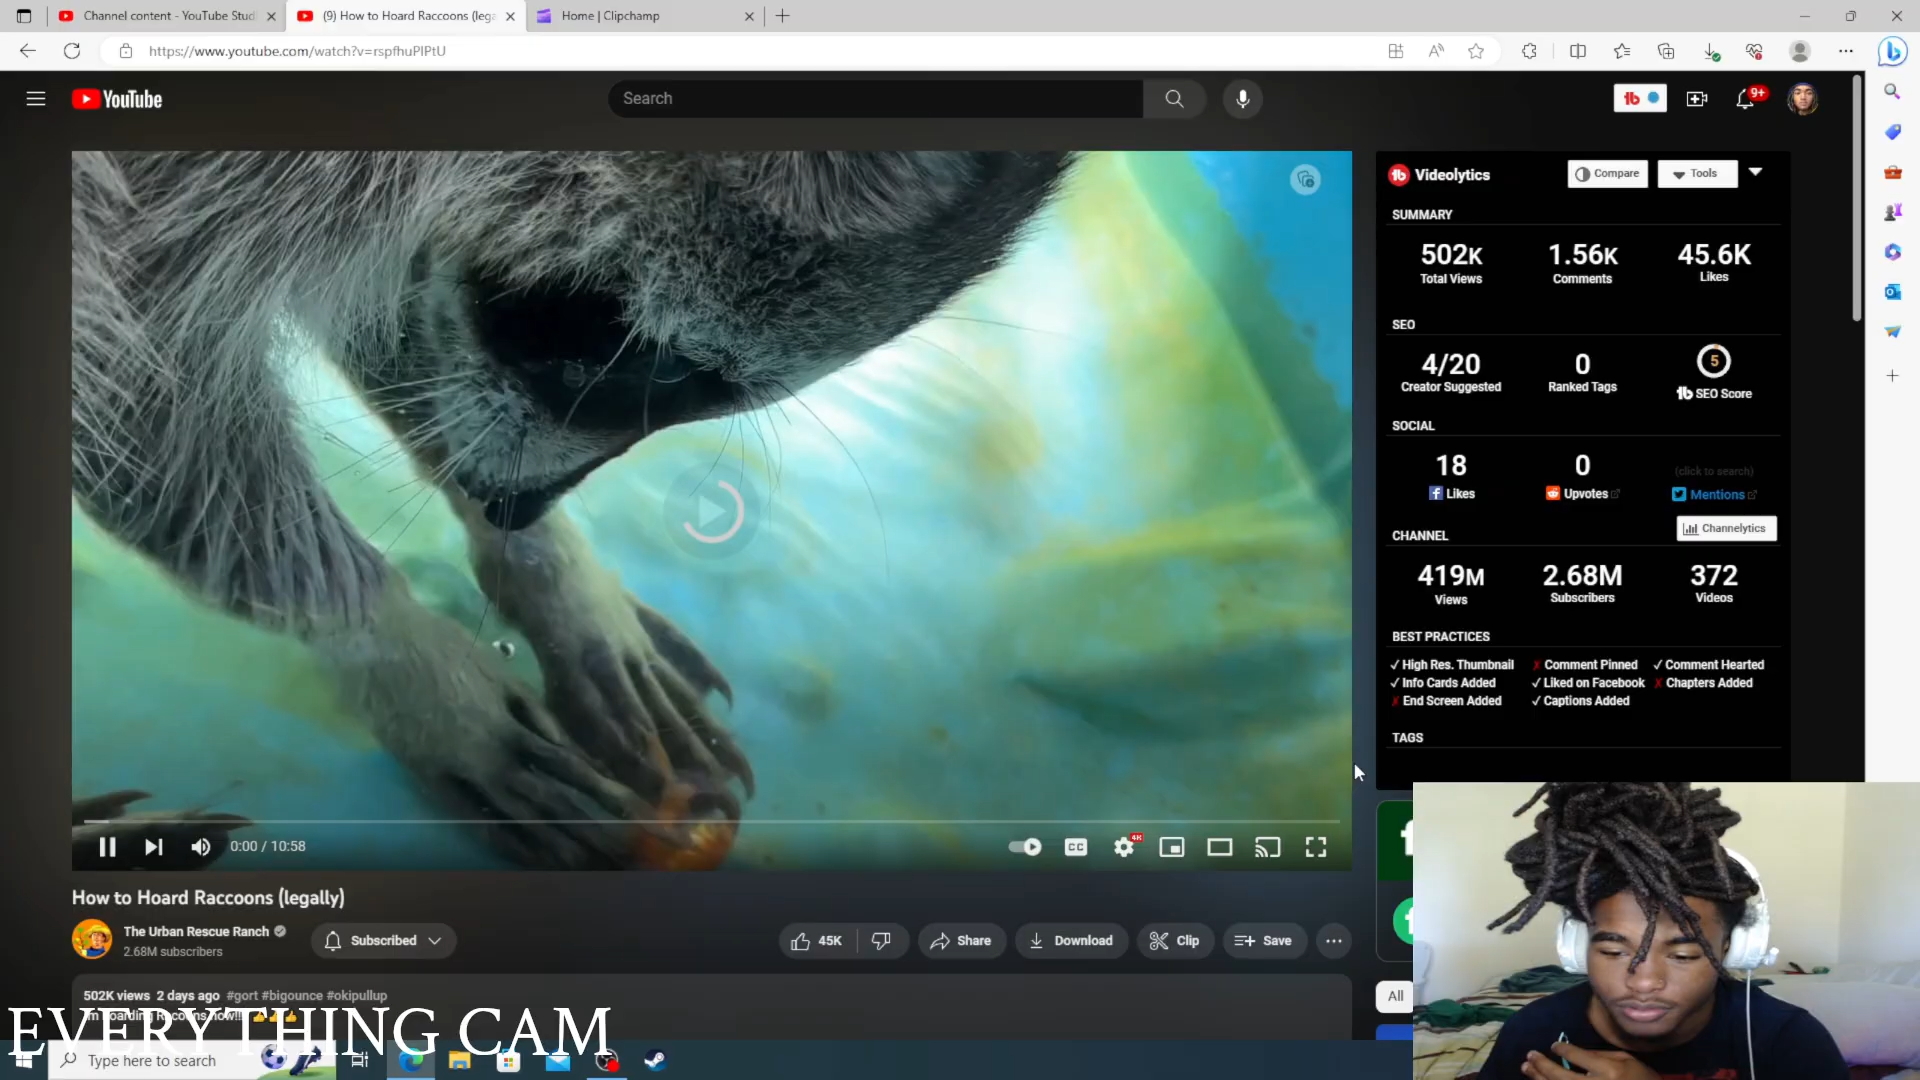 Channel content - YouTube Stud
(9) How to Hoard Raccoons (lega
Home | Clipchamp
https://www.youtube.com/watch?v=rspfhuPIPtU
YouTube
Search
tb
9+
tb Videolytics
Compare
Tools
SUMMARY
502K 1.56K 45.6K
Total Views Comments Likes
SEO
4/20 0 5
Creator Suggested Ranked Tags tb SEO Score
SOCIAL
18 0 (click to search)
Likes Upvotes Mentions
CHANNEL
Channelytics
419M 2.68M 372
Views Subscribers Videos
BEST PRACTICES
✓ High Res. Thumbnail ✗ Comment Pinned ✓ Comment Hearted
✓ Info Cards Added ✓ Liked on Facebook ✗ Chapters Added
✗ End Screen Added ✓ Captions Added
TAGS
0:00 / 10:58
CC
4K
How to Hoard Raccoons (legally)
The Urban Rescue Ranch
2.68M subscribers
Subscribed
45K
Share
Download
Clip
Save
All
502K views 2 days ago #gort #bigounce #okipullup
EVERYTHING CAM
Type here to search